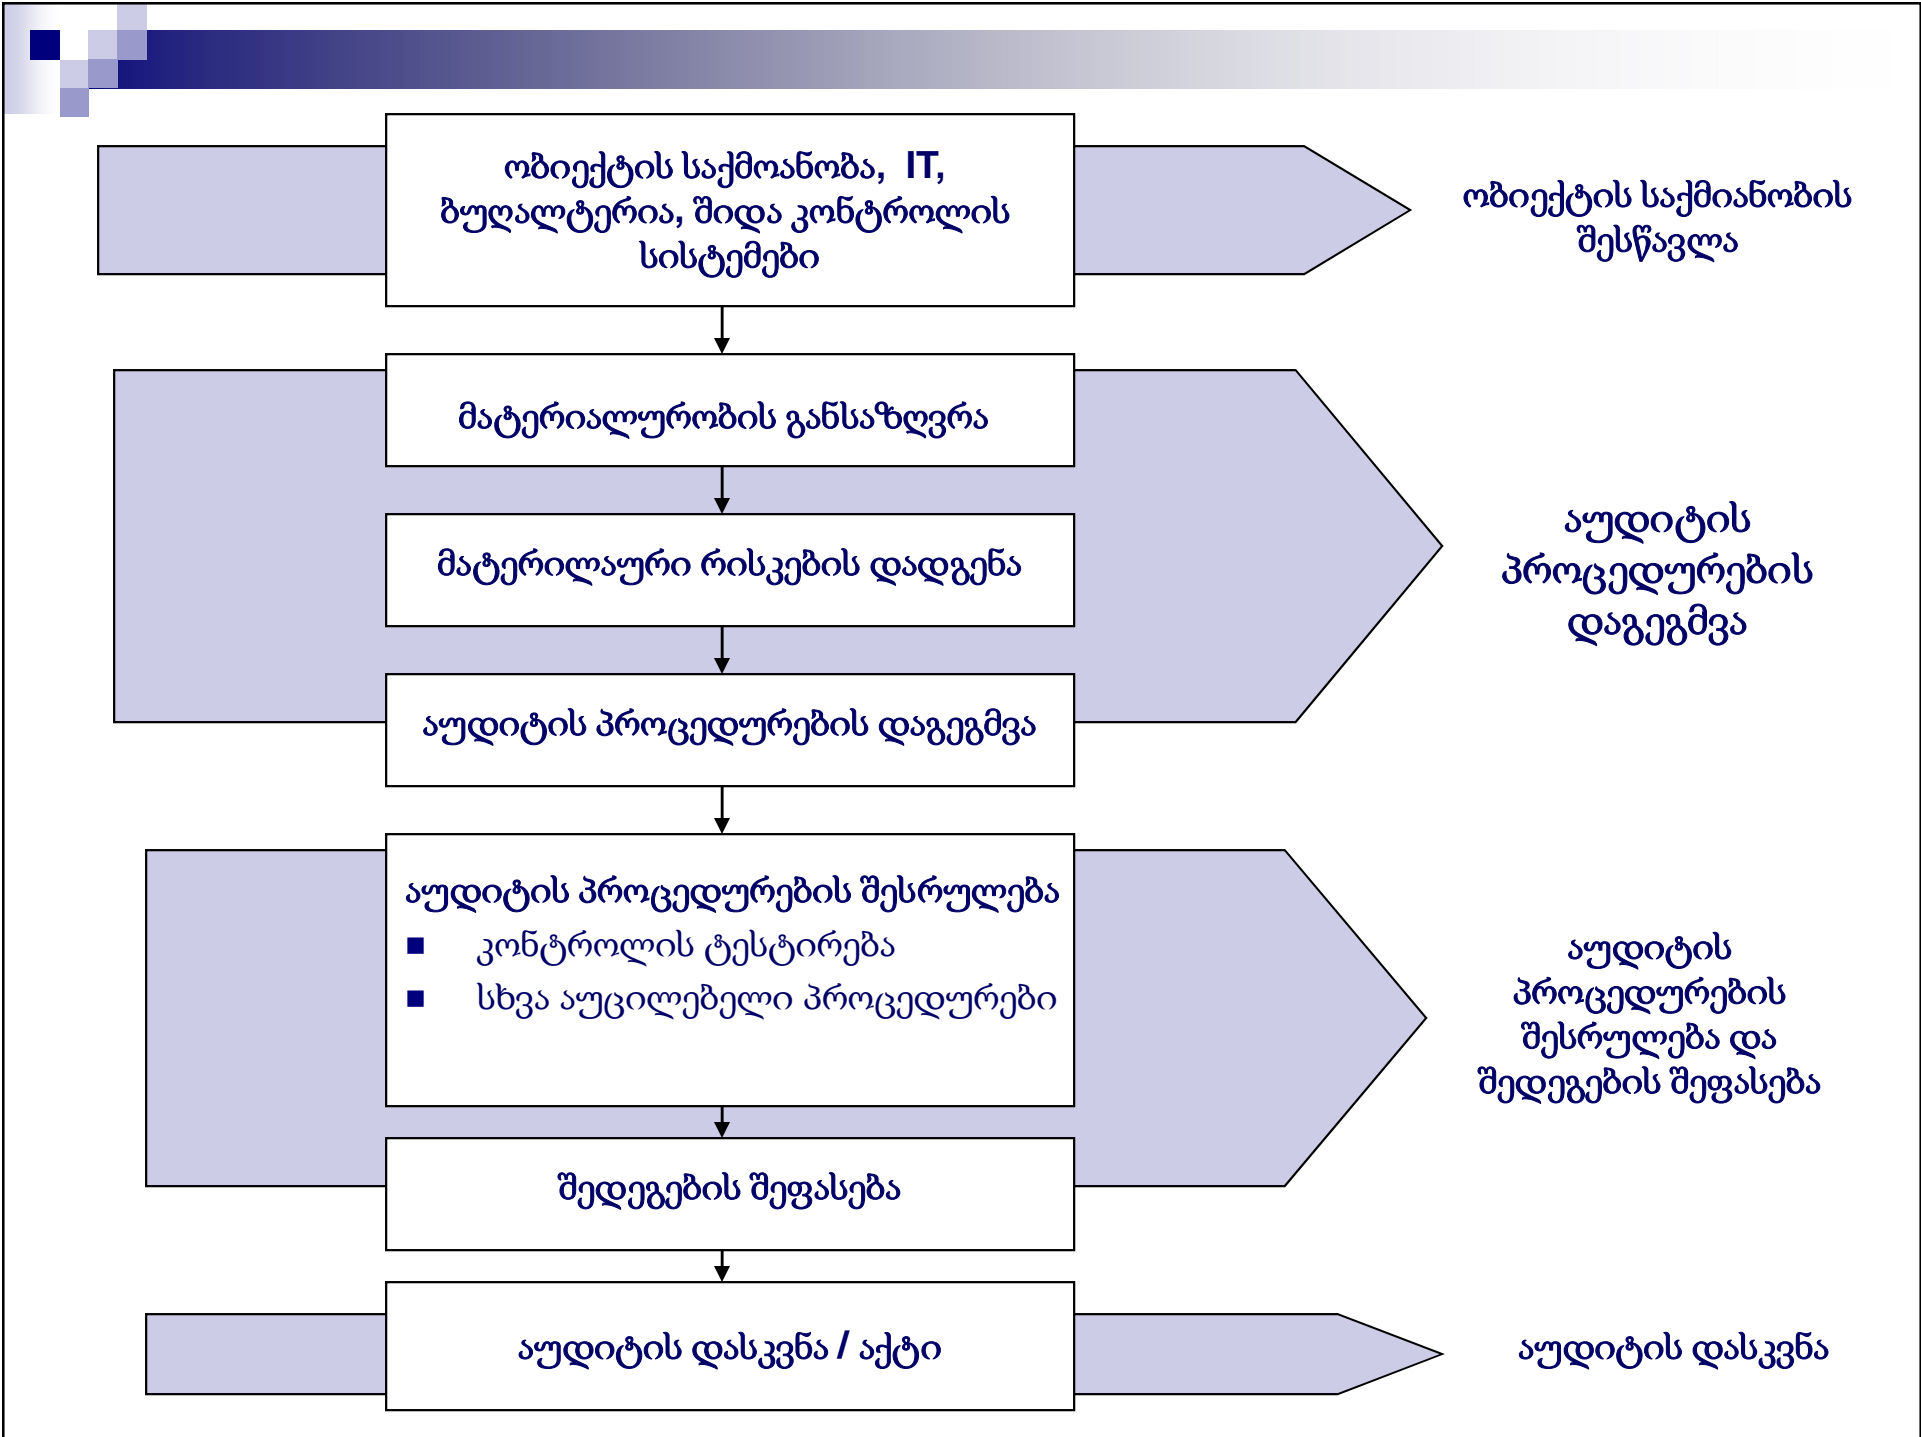 ობიექტის საქმოანობა, IT,
ბუღალტერია, შიდა კონტროლის
სისტემები
ობიექტის საქმიანობის
შესწავლა
მატერიალურობის განსაზღვრა
მატერილაური რისკების დადგენა
აუდიტის პროცედურების დაგეგმვა
აუდიტის
პროცედურების
დაგეგმვა
აუდიტის პროცედურების შესრულება
■ კონტროლის ტესტირება
■ სხვა აუცილებელი პროცედურები
შედეგების შეფასება
აუდიტის
პროცედურების
შესრულება და
შედეგების შეფასება
აუდიტის დასკვნა / აქტი
აუდიტის დასკვნა